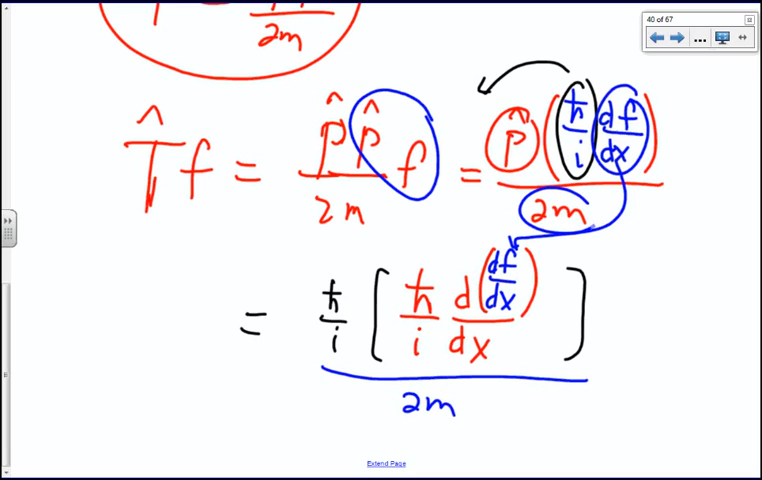 2m
40 of 67
T̂ f = p̂ p̂ f / 2m = p̂ (ħ/i df/dx) / 2m
= ħ/i [ ħ/i d(df/dx)/dx ] / 2m
Extend Page